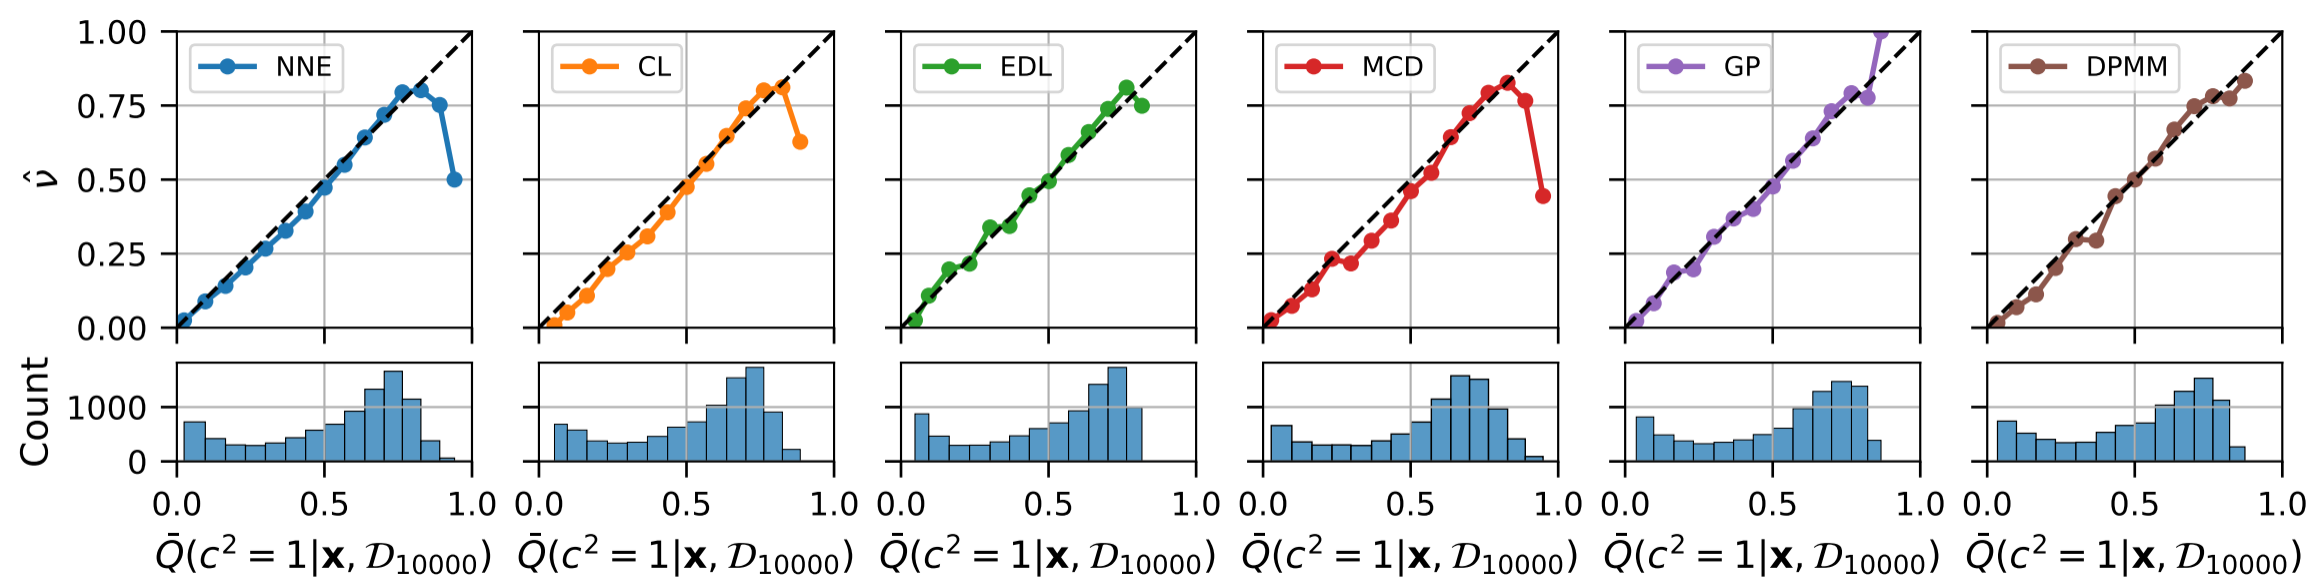 NNE
CL
EDL
MCD
GP
DPMM
1.00
0.75
0.50
0.25
0.00
ν̂
Count
1000
0
0.0 0.5 1.0
0.0 0.5 1.0
0.0 0.5 1.0
0.0 0.5 1.0
0.0 0.5 1.0
0.0 0.5 1.0
Q̄(c² = 1|𝐱, 𝒟₁₀₀₀₀)
Q̄(c² = 1|𝐱, 𝒟₁₀₀₀₀)
Q̄(c² = 1|𝐱, 𝒟₁₀₀₀₀)
Q̄(c² = 1|𝐱, 𝒟₁₀₀₀₀)
Q̄(c² = 1|𝐱, 𝒟₁₀₀₀₀)
Q̄(c² = 1|𝐱, 𝒟₁₀₀₀₀)